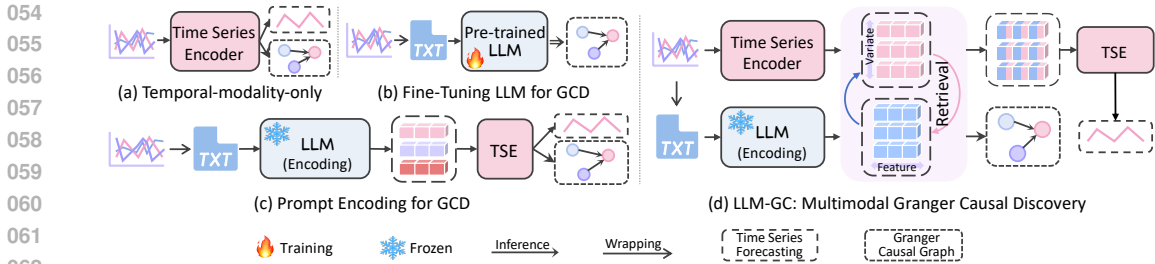 054
055
056
057
058
059
060
061
Time Series
Encoder
(a) Temporal-modality-only
TXT
Pre-trained
LLM
(b) Fine-Tuning LLM for GCD
TXT
LLM
(Encoding)
TSE
(c) Prompt Encoding for GCD
Time Series
Encoder
Variate
Retrieval
TSE
TXT
LLM
(Encoding)
Feature
(d) LLM-GC: Multimodal Granger Causal Discovery
Training
Frozen
Inference
Wrapping
Time Series
Forecasting
Granger
Causal Graph